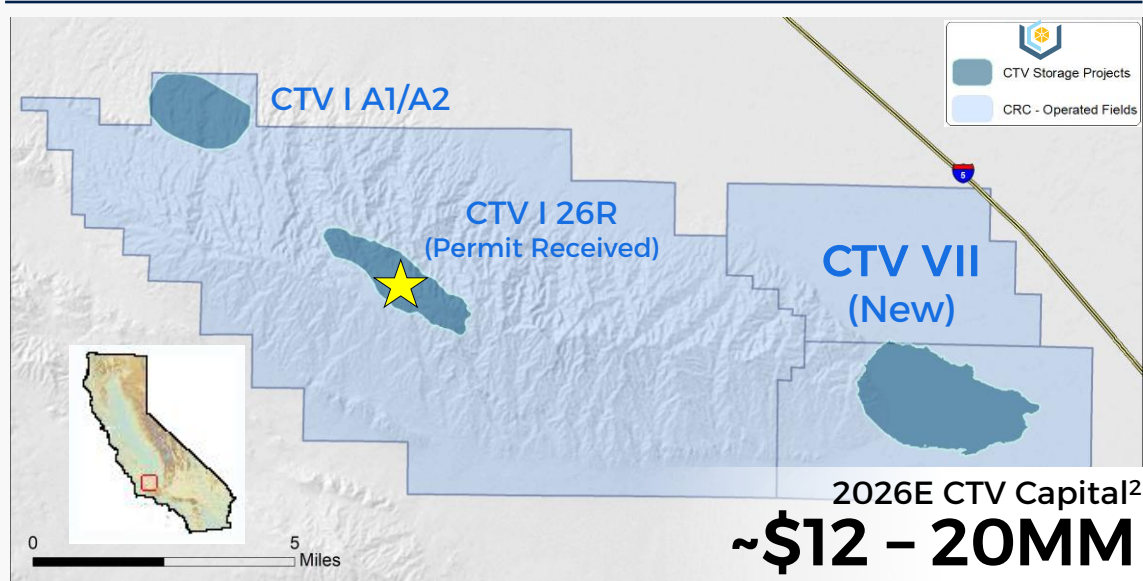 CTV Storage Projects
CRC - Operated Fields
CTV I A1/A2
5
CTV I 26R
(Permit Received)
CTV VII
(New)
2026E CTV Capital²
~$12 – 20MM
0 5
Miles